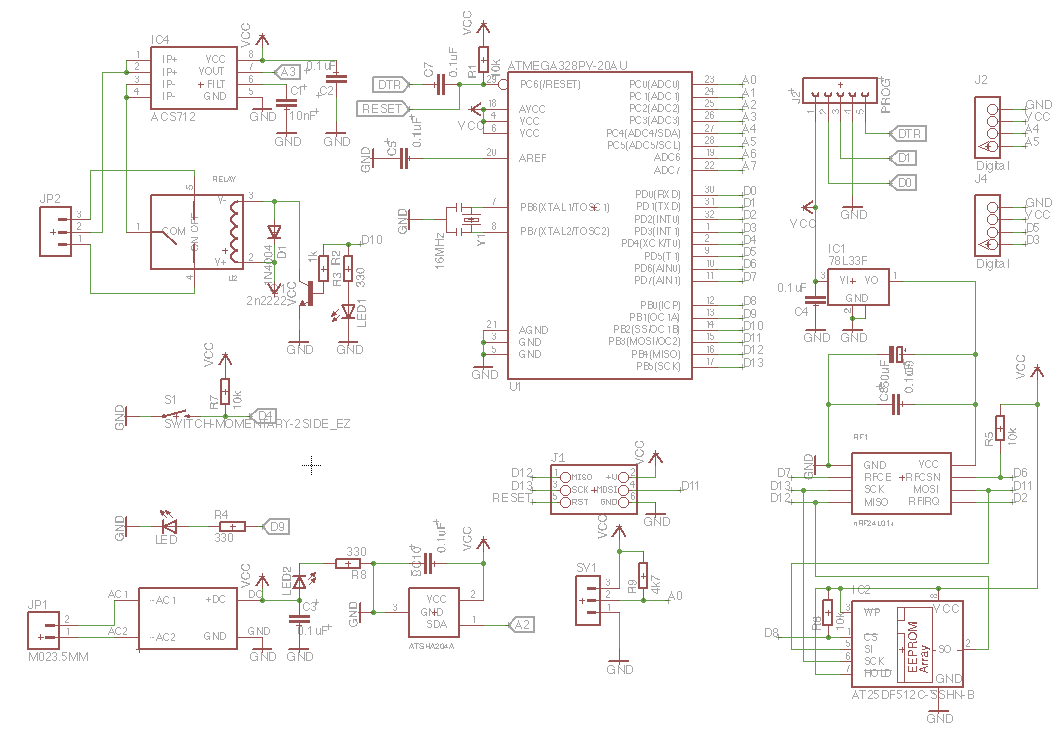 IC4
VCC
1 IP+ VCC 8
2 IP+ VOUT 7 A3
3 IP- FILT 6
4 IP- GND 5
ACS712
GND
0.1uF
C2
C1
10nF
GND
GND
DTR
RESET
C7
0.1uF
VCC
R1
10k
VCC
C5
0.1uF
GND
GND
16MHz
Y1
ATMEGA328PV-20AU
29 PC6(/RESET)
18 AVCC
4 VCC
6 VCC
20 AREF
7 PB6(XTAL1/TOSC1)
8 PB7(XTAL2/TOSC2)
21 AGND
3 GND
5 GND
GND
U1
PC0(ADC0) 23 A0
PC1(ADC1) 24 A1
PC2(ADC2) 25 A2
PC3(ADC3) 26 A3
PC4(ADC4/SDA) 27 A4
PC5(ADC5/SCL) 28 A5
ADC6 19 A6
ADC7 22 A7
PD0(RXD) 30 D0
PD1(TXD) 31 D1
PD2(INT0) 32 D2
PD3(INT1) 1 D3
PD4(XCK/T0) 2 D4
PD5(T1) 9 D5
PD6(AIN0) 10 D6
PD7(AIN1) 11 D7
PB0(ICP) 12 D8
PB1(OC1A) 13 D9
PB2(SS/OC1B) 14 D10
PB3(MOSI/OC2) 15 D11
PB4(MISO) 16 D12
PB5(SCK) 17 D13
J2
PROG
1 2 3 4 5
DTR
D1
D0
GND
VCC
J2
GND
VCC
A4
A5
Digital
J4
GND
VCC
D5
D3
Digital
IC1
78L33F
3 VI VO 1
GND
2
0.1uF
C4
GND
GND
JP2
3
2
1
RELAY
5
3
V-
COM
ON OFF
1
V+
2
4
1N4004
D1
VCC
2n2222
1k
R3
R2
330
D10
LED1
GND
GND
VCC
R7
10k
S1
GND
D4
SWITCH-MOMENTARY-2SIDE_EZ
GND
LED
R4
330
D9
JP1
2
1
M023.5MM
AC1
AC2
~AC1 +DC
~AC2 GND
VCC
DC
GND
GND
LED2
C3
0.1uF
GND
330
R8
C10
0.1uF
VCC
GND
VCC 2
3 GND
SDA 1
A2
ATSHA204A
J1
D12 1 MISO +V 2 VCC
D13 3 SCK MOSI 4 D11
RESET 5 RST GND 6
GND
VCC
SV1
3
2
1
R9
4k7
A0
GND
0.1uF
VCC
R5
10k
RF1
GND
GND VCC
D7 RFCE RFCSN D6
D13 SCK MOSI D11
D12 MISO RFIRQ D2
nRF24L01+
IC2
R6
10k
D8
8
VCC
3 WP
1 CS
5 SI
6 SCK
7 HOLD
SO 2
EEPROM
Array
GND
AT25DF512C-SSHN-B
GND